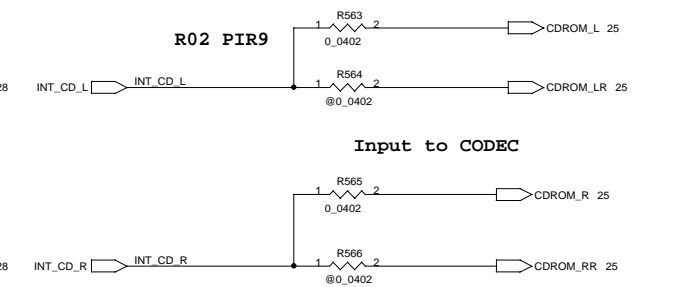 R563
1 2 CDROM_L 25
R02 PIR9
0_0402
R564
28 INT_CD_L INT_CD_L 1 2 CDROM_LR 25
@0_0402
Input to CODEC
R565
1 2 CDROM_R 25
0_0402
R566
28 INT_CD_R INT_CD_R 1 2 CDROM_RR 25
@0_0402